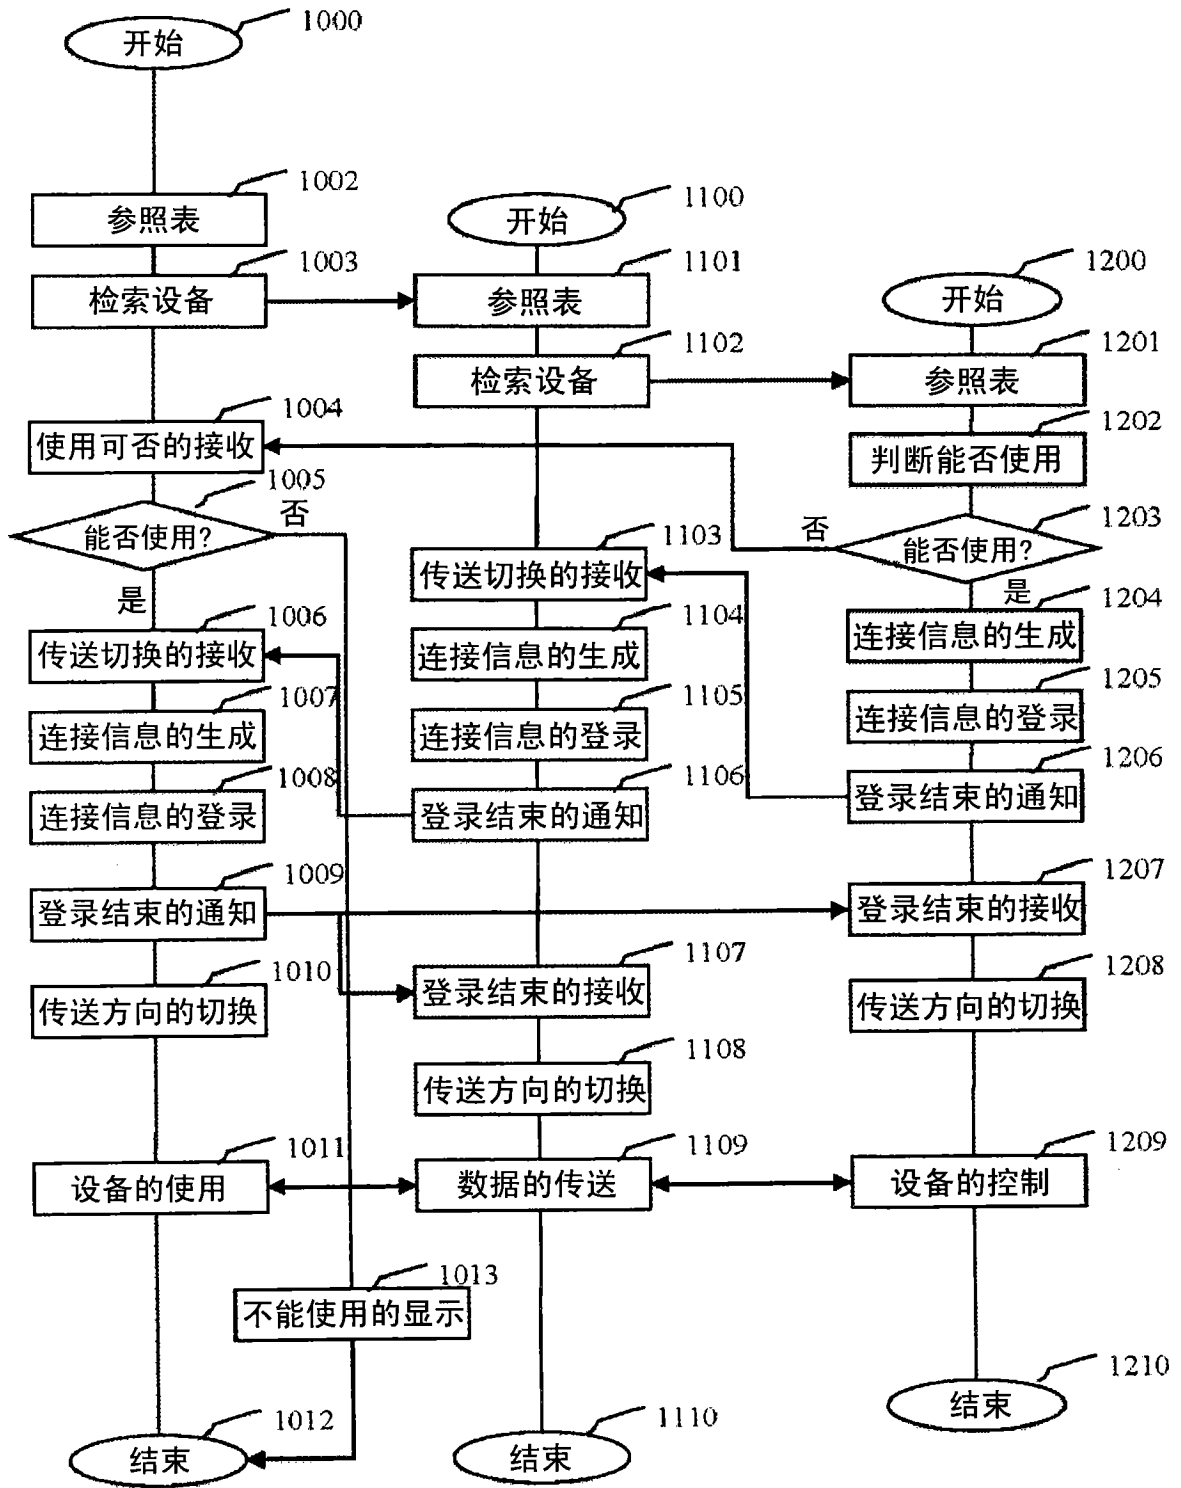 1000
开始
1002
参照表
1003
检索设备
1004
使用可否的接收
1005
能否使用?
否
是
1006
传送切换的接收
1007
连接信息的生成
1008
连接信息的登录
1009
登录结束的通知
1010
传送方向的切换
1011
设备的使用
1013
不能使用的显示
1012
结束
1100
开始
1101
参照表
1102
检索设备
1103
传送切换的接收
1104
连接信息的生成
1105
连接信息的登录
1106
登录结束的通知
1107
登录结束的接收
1108
传送方向的切换
1109
数据的传送
1110
结束
1200
开始
1201
参照表
1202
判断能否使用
1203
否
能否使用?
是
1204
连接信息的生成
1205
连接信息的登录
1206
登录结束的通知
1207
登录结束的接收
1208
传送方向的切换
1209
设备的控制
1210
结束